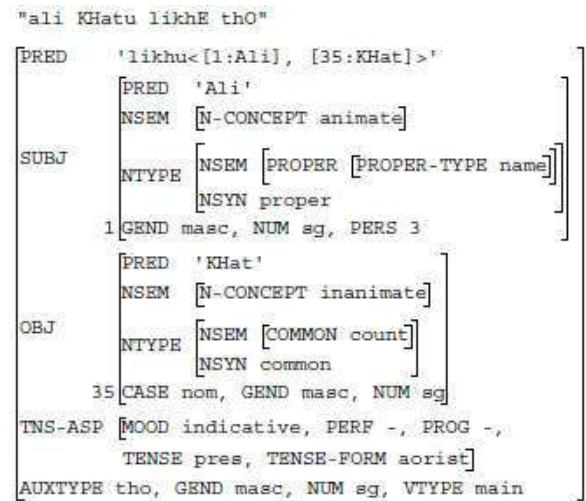 "ali KHatu likhE thO"
PRED 'likhu<[1:Ali], [35:KHat]>'
PRED 'Ali'
NSEM [N-CONCEPT animate]
SUBJ
NTYPE [NSEM [PROPER [PROPER-TYPE name]]
NSYN proper]
1[GEND masc, NUM sg, PERS 3
PRED 'KHat'
NSEM [N-CONCEPT inanimate]
OBJ
NTYPE [NSEM [COMMON count]
NSYN common]
35[CASE nom, GEND masc, NUM sg]
TNS-ASP [MOOD indicative, PERF -, PROG -,
TENSE pres, TENSE-FORM aorist]
AUXTYPE tho, GEND masc, NUM sg, VTYPE main